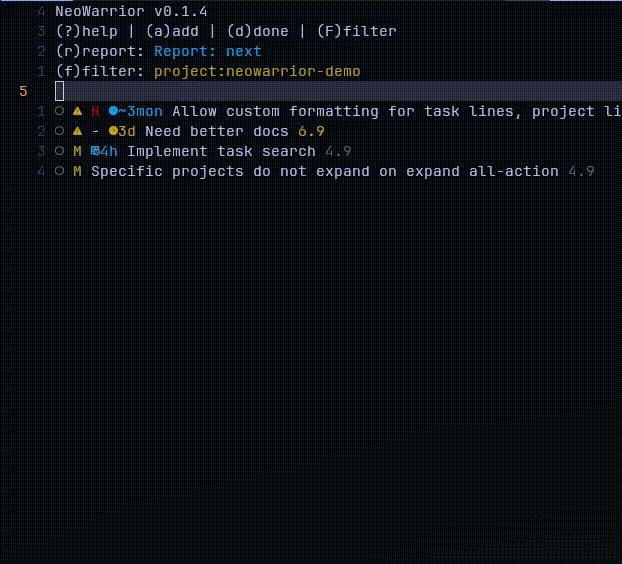 4 NeoWarrior v0.1.4
3 (?)help | (a)add | (d)done | (F)filter
2 (r)report: Report: next
1 (f)filter: project:neowarrior-demo
5
1 H ~3mon Allow custom formatting for task lines, project li
2 - 3d Need better docs 6.9
3 M 4h Implement task search 4.9
4 M Specific projects do not expand on expand all-action 4.9